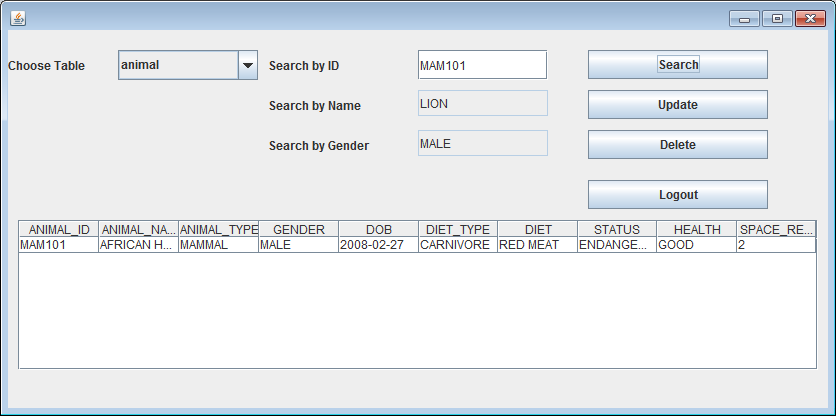 Choose Table animal Search by ID MAM101 Search
Search by Name LION Update
Search by Gender MALE Delete
Logout
ANIMAL_ID ANIMAL_NA... ANIMAL_TYPE GENDER DOB DIET_TYPE DIET STATUS HEALTH SPACE_RE...
MAM101 AFRICAN H... MAMMAL MALE 2008-02-27 CARNIVORE RED MEAT ENDANGE... GOOD 2